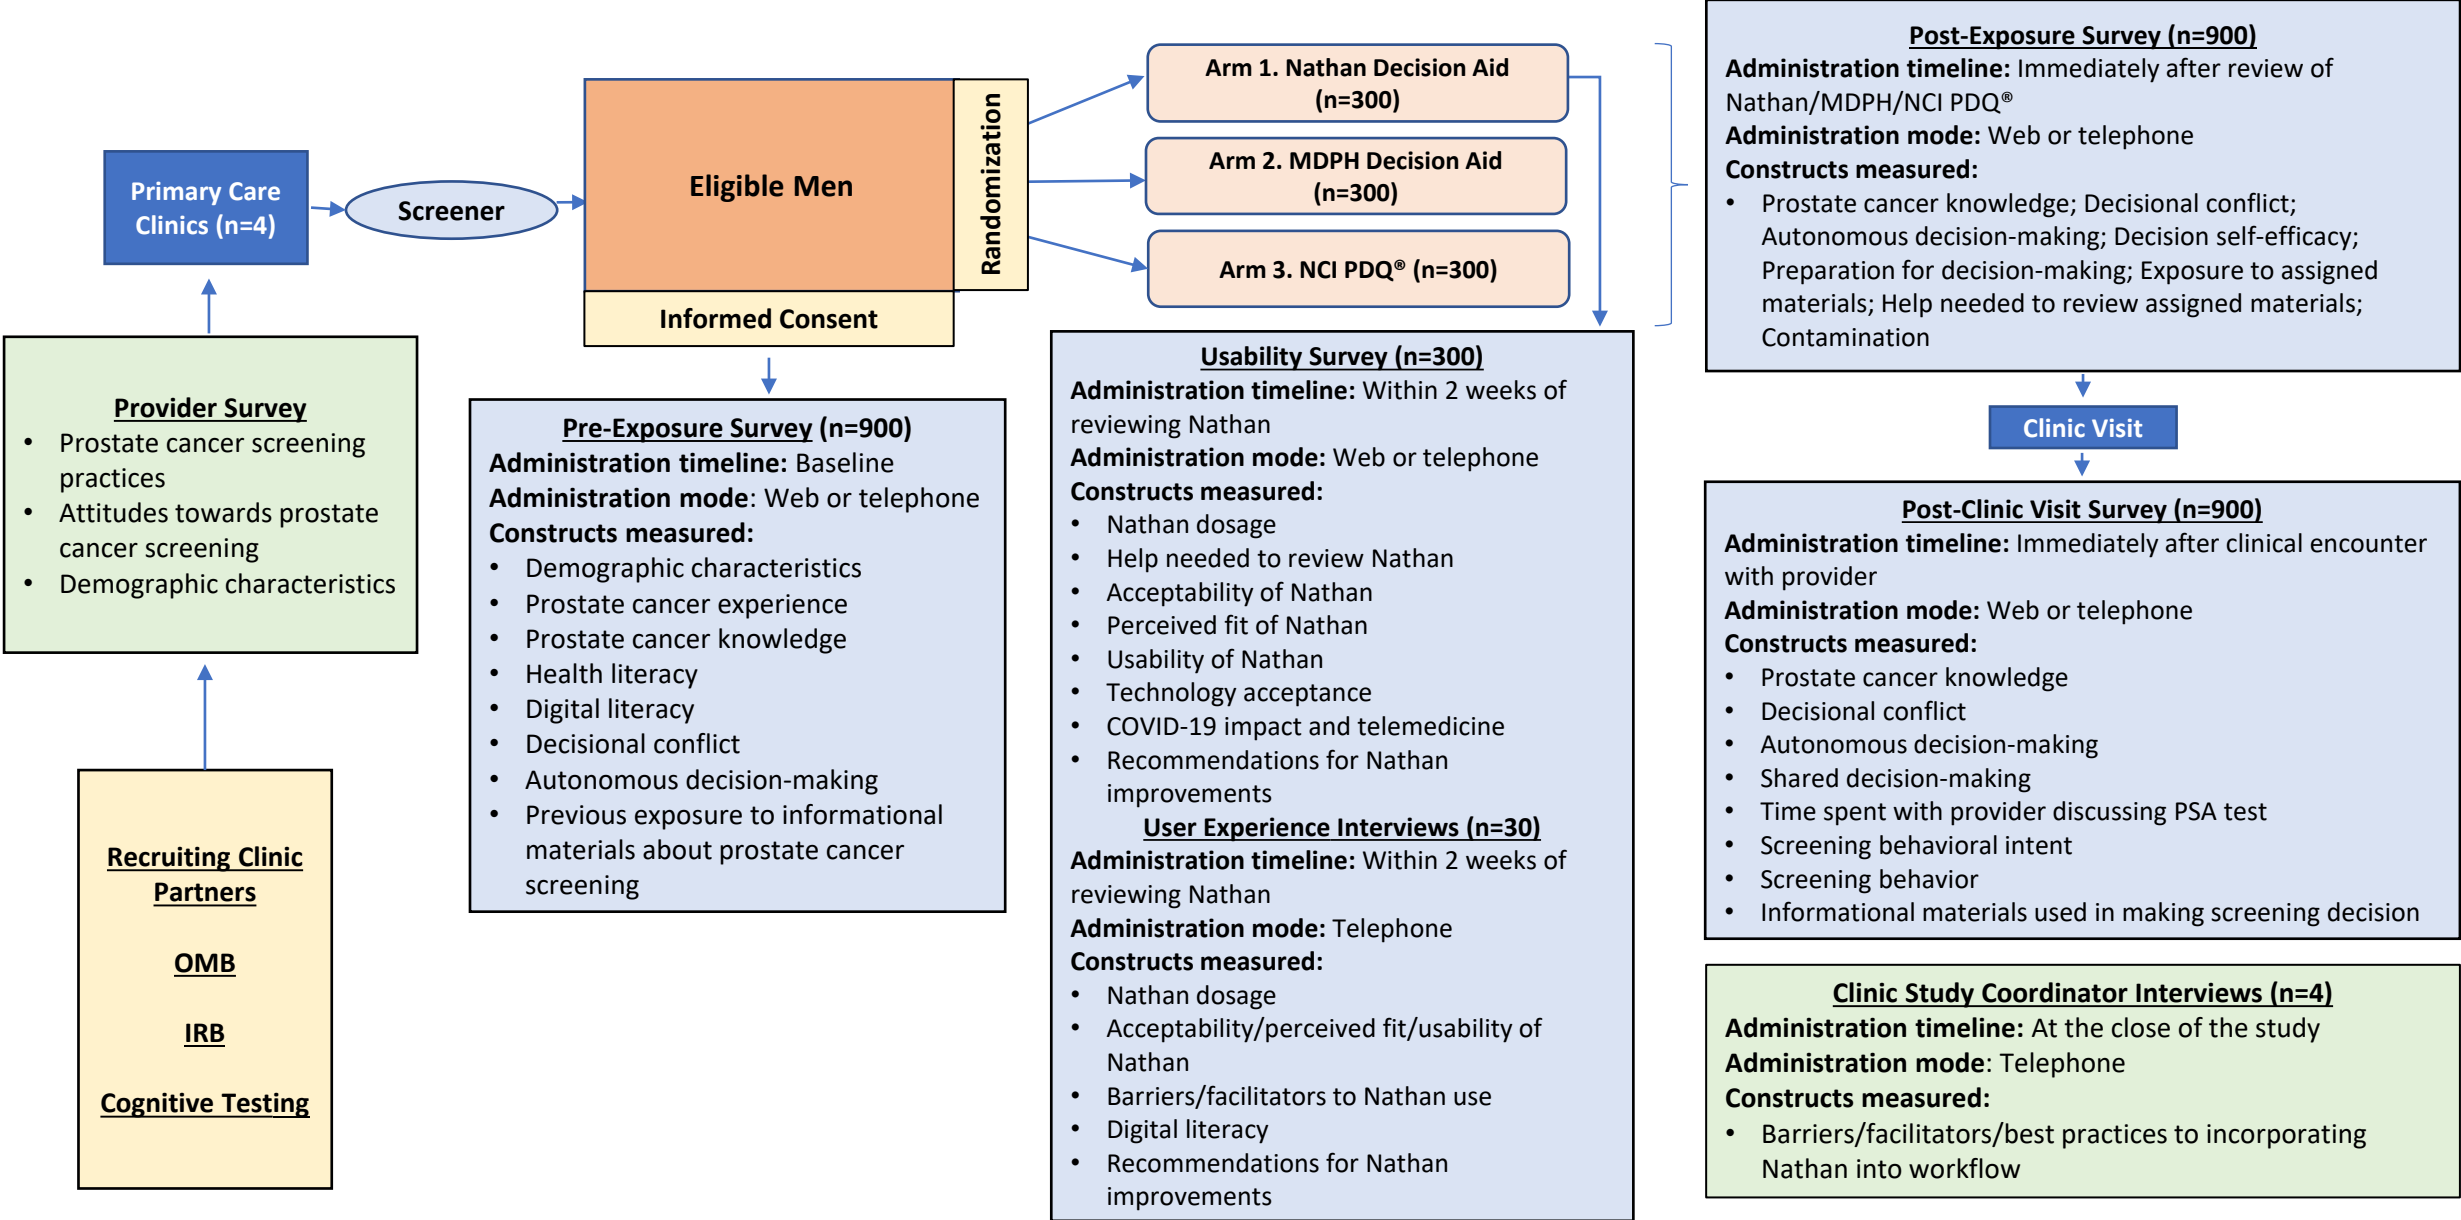 Primary Care
Clinics (n=4)
Screener
Eligible Men
Randomization
Informed Consent
Arm 1. Nathan Decision Aid
(n=300)
Arm 2. MDPH Decision Aid
(n=300)
Arm 3. NCI PDQ® (n=300)
Provider Survey
• Prostate cancer screening
practices
• Attitudes towards prostate
cancer screening
• Demographic characteristics
Recruiting Clinic
Partners
OMB
IRB
Cognitive Testing
Pre-Exposure Survey (n=900)
Administration timeline: Baseline
Administration mode: Web or telephone
Constructs measured:
• Demographic characteristics
• Prostate cancer experience
• Prostate cancer knowledge
• Health literacy
• Digital literacy
• Decisional conflict
• Autonomous decision-making
• Previous exposure to informational
materials about prostate cancer
screening
Usability Survey (n=300)
Administration timeline: Within 2 weeks of
reviewing Nathan
Administration mode: Web or telephone
Constructs measured:
• Nathan dosage
• Help needed to review Nathan
• Acceptability of Nathan
• Perceived fit of Nathan
• Usability of Nathan
• Technology acceptance
• COVID-19 impact and telemedicine
• Recommendations for Nathan
improvements
User Experience Interviews (n=30)
Administration timeline: Within 2 weeks of
reviewing Nathan
Administration mode: Telephone
Constructs measured:
• Nathan dosage
• Acceptability/perceived fit/usability of
Nathan
• Barriers/facilitators to Nathan use
• Digital literacy
• Recommendations for Nathan
improvements
Post-Exposure Survey (n=900)
Administration timeline: Immediately after review of
Nathan/MDPH/NCI PDQ®
Administration mode: Web or telephone
Constructs measured:
• Prostate cancer knowledge; Decisional conflict;
Autonomous decision-making; Decision self-efficacy;
Preparation for decision-making; Exposure to assigned
materials; Help needed to review assigned materials;
Contamination
Clinic Visit
Post-Clinic Visit Survey (n=900)
Administration timeline: Immediately after clinical encounter
with provider
Administration mode: Web or telephone
Constructs measured:
• Prostate cancer knowledge
• Decisional conflict
• Autonomous decision-making
• Shared decision-making
• Time spent with provider discussing PSA test
• Screening behavioral intent
• Screening behavior
• Informational materials used in making screening decision
Clinic Study Coordinator Interviews (n=4)
Administration timeline: At the close of the study
Administration mode: Telephone
Constructs measured:
• Barriers/facilitators/best practices to incorporating
Nathan into workflow